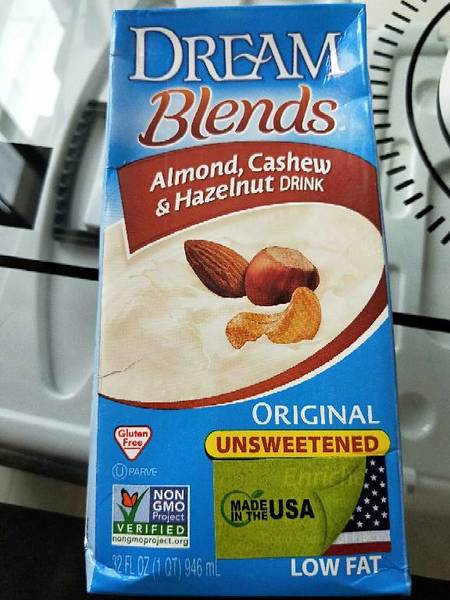 DREAM
Blends
Almond, Cashew
& Hazelnut DRINK
ORIGINAL
UNSWEETENED
Gluten
Free
U PARVE
NON
GMO
Project
VERIFIED
nongmoproject.org
MADE
IN THE USA
32 FL OZ (1 QT) 946 mL
LOW FAT